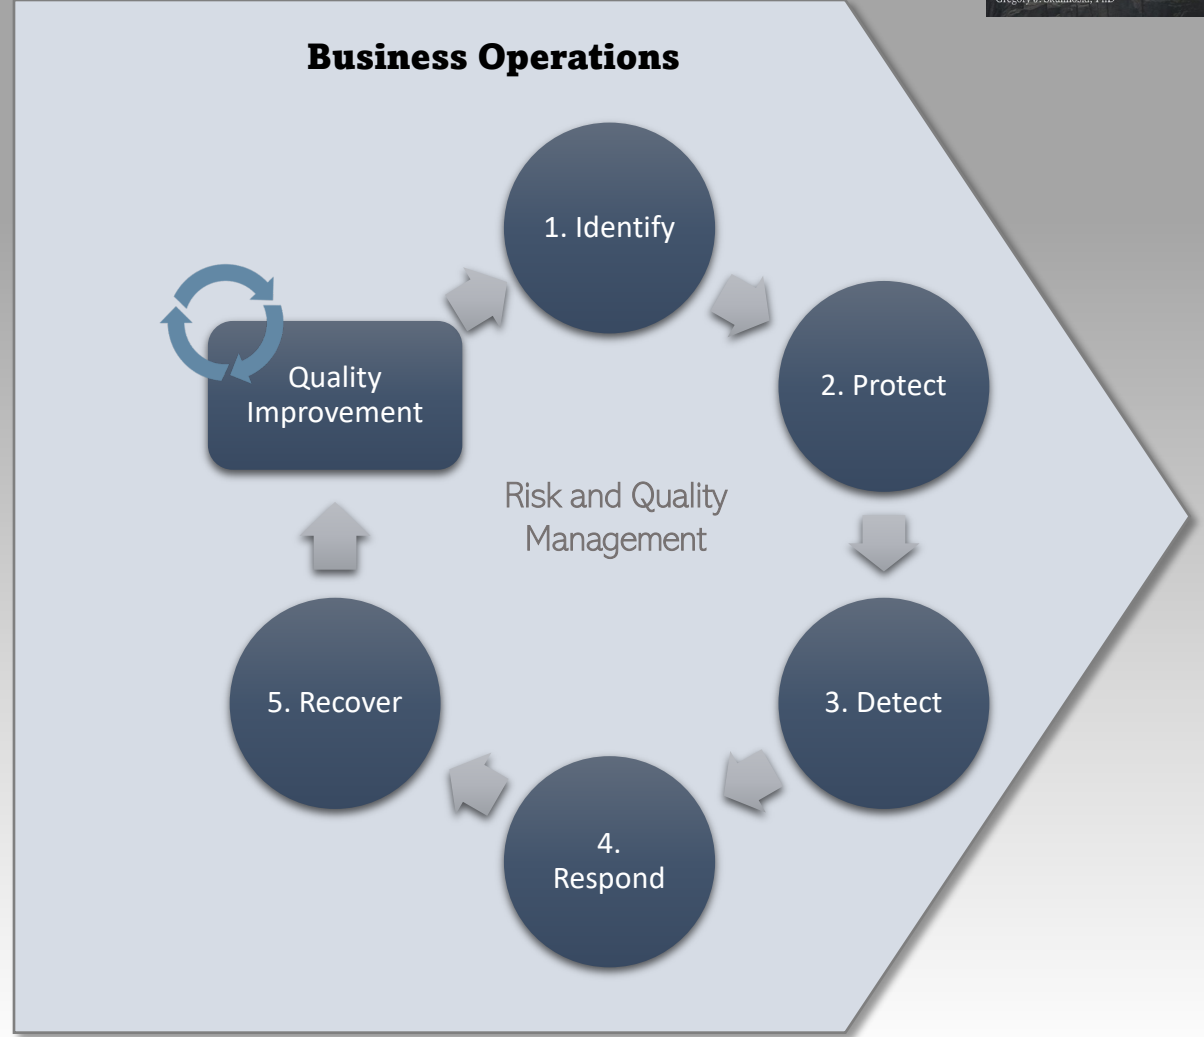 Business Operations
1. Identify
2. Protect
Quality
Improvement
Risk and Quality
Management
5. Recover
3. Detect
4.
Respond